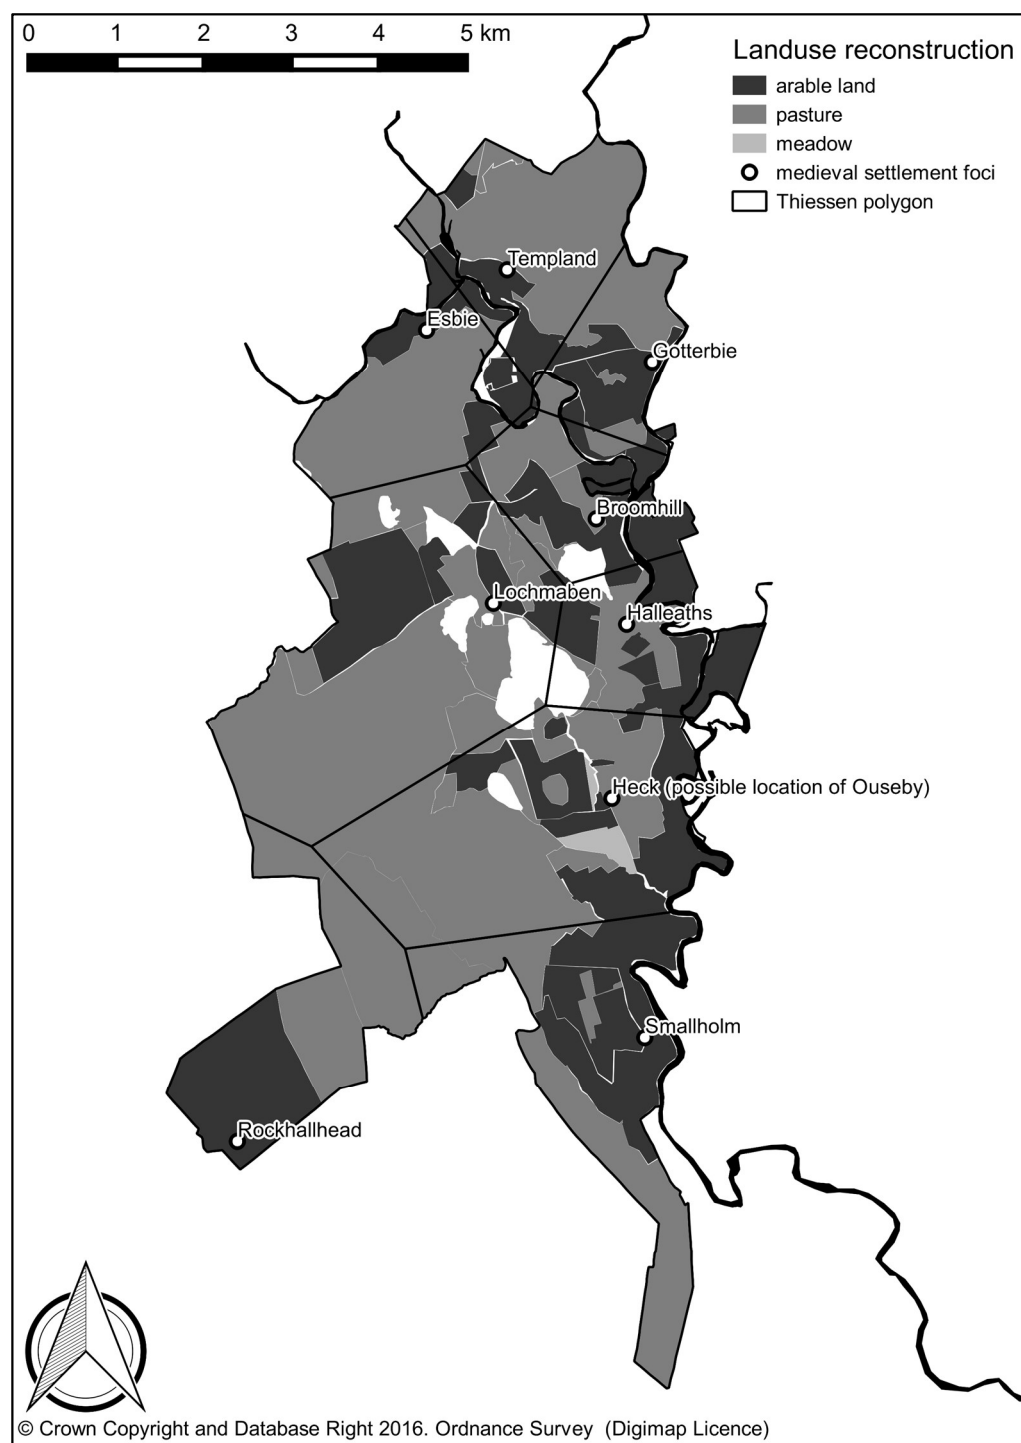 0 1 2 3 4 5 km
Landuse reconstruction
arable land
pasture
meadow
medieval settlement foci
Thiessen polygon
Templand
Esbie
Gotterbie
Broomhill
Lochmaben
Halleaths
Heck (possible location of Ouseby)
Smallholm
Rockhallhead
© Crown Copyright and Database Right 2016. Ordnance Survey (Digimap Licence)